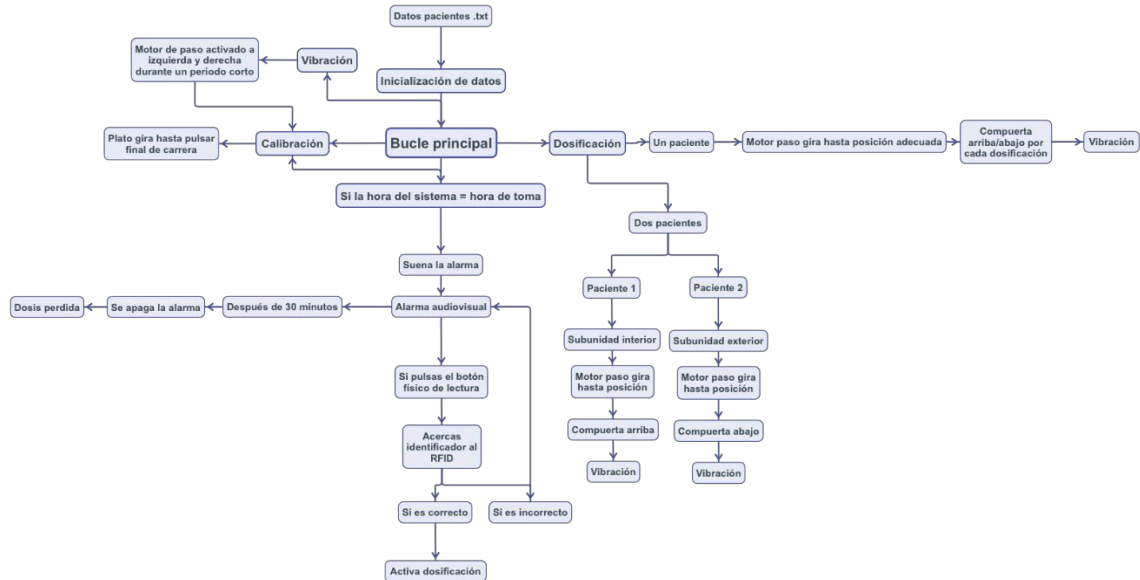 Datos pacientes .txt
Motor de paso activado a
izquierda y derecha
durante un periodo corto
Vibración
Inicialización de datos
Plato gira hasta pulsar
final de carrera
Calibración
Bucle principal
Dosificación
Un paciente
Motor paso gira hasta posición adecuada
Compuerta
arriba/abajo por
cada dosificación
Vibración
Si la hora del sistema = hora de toma
Dos pacientes
Suena la alarma
Paciente 1
Paciente 2
Dosis perdida
Se apaga la alarma
Después de 30 minutos
Alarma audiovisual
Subunidad interior
Subunidad exterior
Si pulsas el botón
físico de lectura
Motor paso gira
hasta posición
Motor paso gira
hasta posición
Acercas
identificador al
RFID
Compuerta arriba
Compuerta abajo
Vibración
Vibración
Si es correcto
Si es incorrecto
Activa dosificación